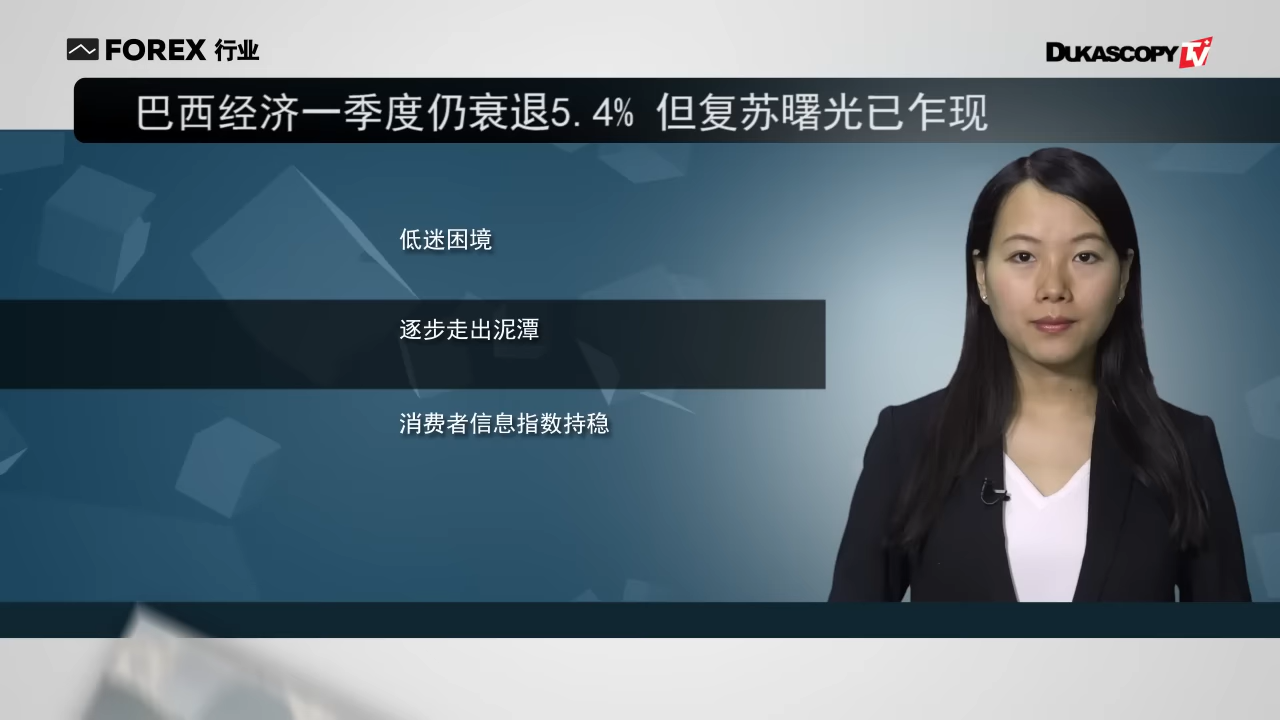 FOREX 行业
DUKASCOPY TV
巴西经济一季度仍衰退5.4% 但复苏曙光已乍现
低迷困境
逐步走出泥潭
消费者信息指数持稳